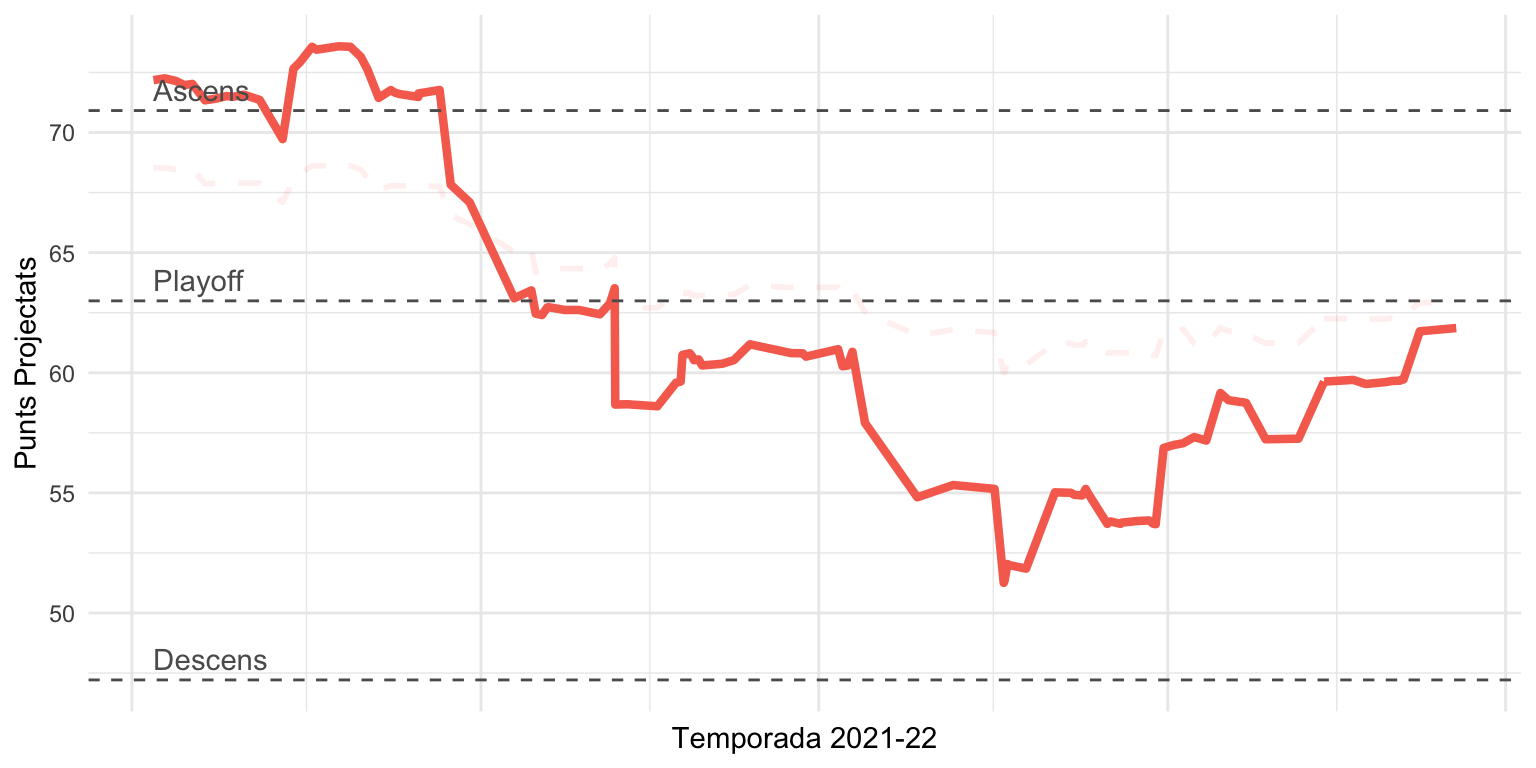 Ascens
70
65
Playoff
60
55
50
Descens
Punts Projectats
Temporada 2021-22